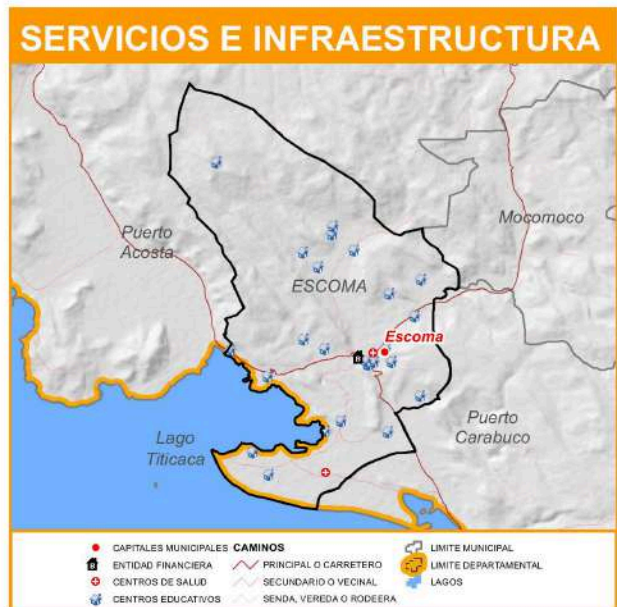 SERVICIOS E INFRAESTRUCTURA
Mocomoco
Puerto
Acosta
ESCOMA
Escoma
Puerto
Carabuco
Lago
Titicaca
CAPITALES MUNICIPALES
ENTIDAD FINANCIERA
CENTROS DE SALUD
CENTROS EDUCATIVOS
CAMINOS
PRINCIPAL O CARRETERO
SECUNDARIO O VECINAL
SENDA, VEREDA O RODEERA
LIMITE MUNICIPAL
LIMITE DEPARTAMENTAL
LAGOS